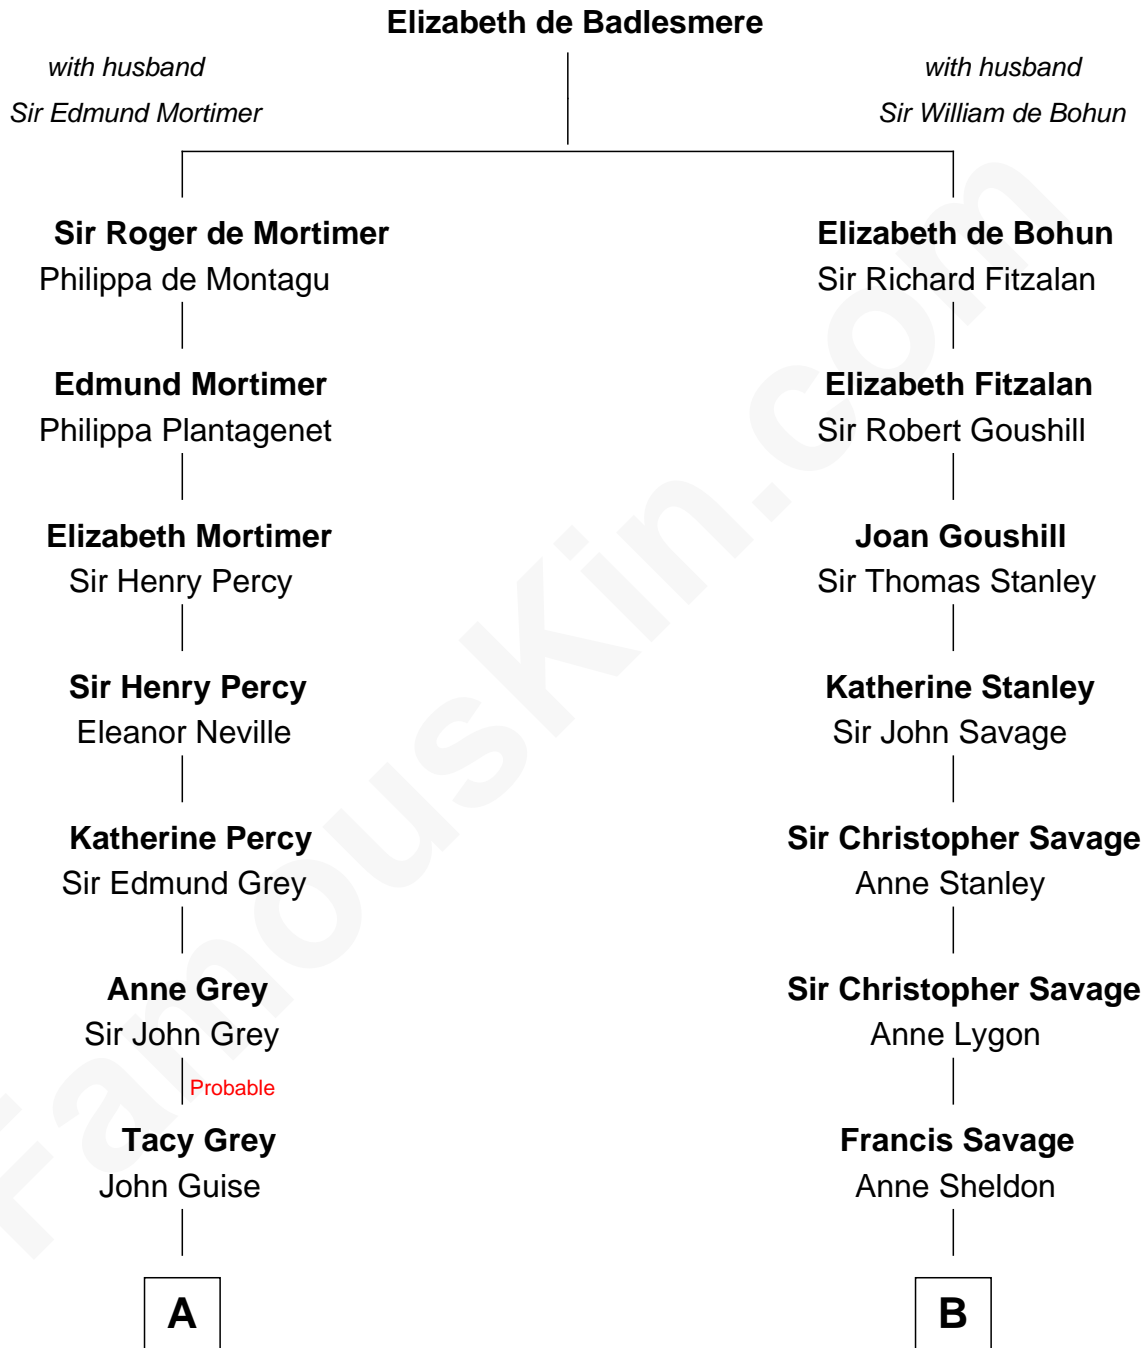 Elizabeth de Badlesmere
with husband
Sir Edmund Mortimer
with husband
Sir William de Bohun
Sir Roger de Mortimer
Philippa de Montagu
Elizabeth de Bohun
Sir Richard Fitzalan
Edmund Mortimer
Philippa Plantagenet
Elizabeth Fitzalan
Sir Robert Goushill
Elizabeth Mortimer
Sir Henry Percy
Joan Goushill
Sir Thomas Stanley
Sir Henry Percy
Eleanor Neville
Katherine Stanley
Sir John Savage
Katherine Percy
Sir Edmund Grey
Sir Christopher Savage
Anne Stanley
Anne Grey
Sir John Grey
Sir Christopher Savage
Anne Lygon
Probable
Tacy Grey
John Guise
Francis Savage
Anne Sheldon
A
B
FamousKin.com